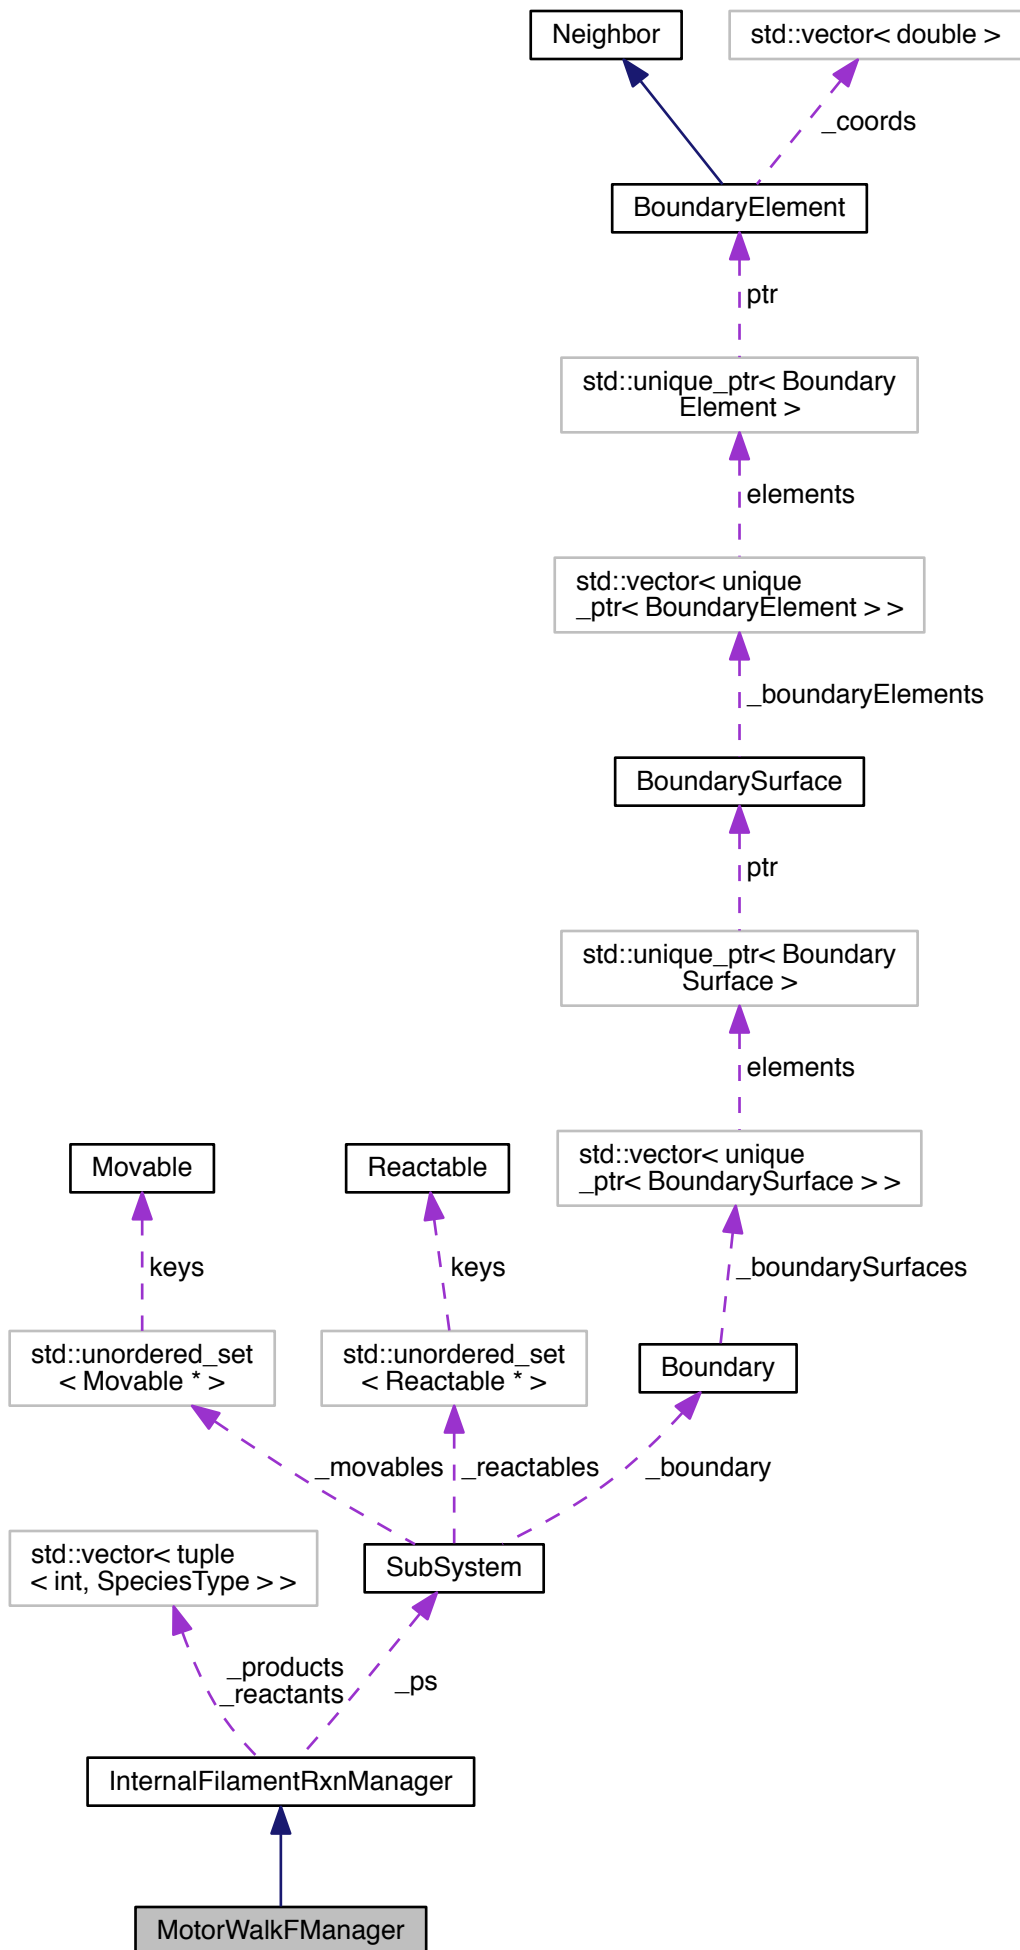 Neighbor
std::vector< double >
_coords
BoundaryElement
ptr
std::unique_ptr< Boundary
Element >
elements
std::vector< unique
_ptr< BoundaryElement > >
_boundaryElements
BoundarySurface
ptr
std::unique_ptr< Boundary
Surface >
elements
Movable
Reactable
std::vector< unique
_ptr< BoundarySurface > >
keys
keys
_boundarySurfaces
std::unordered_set
< Movable * >
std::unordered_set
< Reactable * >
Boundary
_movables
_reactables
_boundary
std::vector< tuple
< int, SpeciesType > >
SubSystem
_products
_reactants
_ps
InternalFilamentRxnManager
MotorWalkFManager